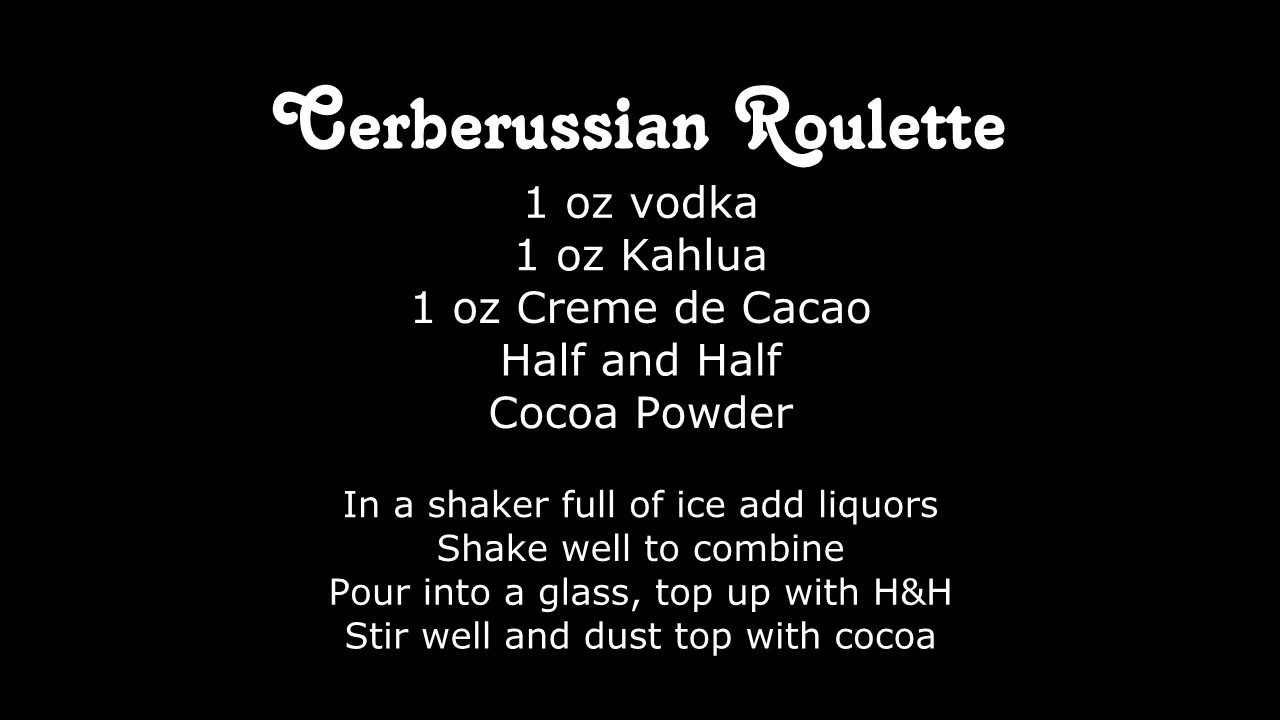 Cerberussian Roulette
1 oz vodka
1 oz Kahlua
1 oz Creme de Cacao
Half and Half
Cocoa Powder
In a shaker full of ice add liquors
Shake well to combine
Pour into a glass, top up with H&H
Stir well and dust top with cocoa